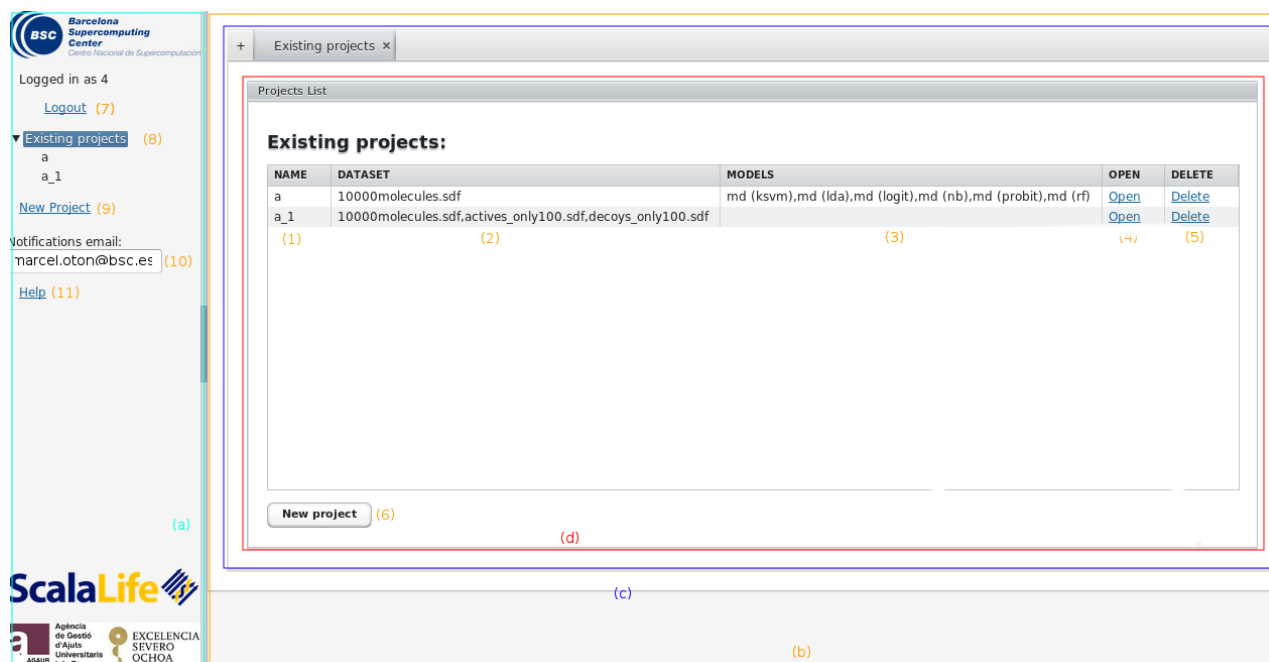 BSC
Barcelona
Supercomputing
Center
Centro Nacional de Supercomputación
Logged in as 4
Logout (7)
Existing projects (8)
a
a_1
New Project (9)
Notifications email:
marcel.oton@bsc.es (10)
Help (11)
(a)
ScalaLife
Agència
de Gestió
d'Ajuts
Universitaris
AGAUR
EXCELENCIA
SEVERO
OCHOA
+ Existing projects ×
Projects List
Existing projects:
NAME DATASET MODELS OPEN DELETE
a 10000molecules.sdf md (ksvm),md (lda),md (logit),md (nb),md (probit),md (rf) Open Delete
a_1 10000molecules.sdf,actives_only100.sdf,decoys_only100.sdf Open Delete
(1) (2) (3) (4) (5)
New project (6)
(d)
(c)
(b)